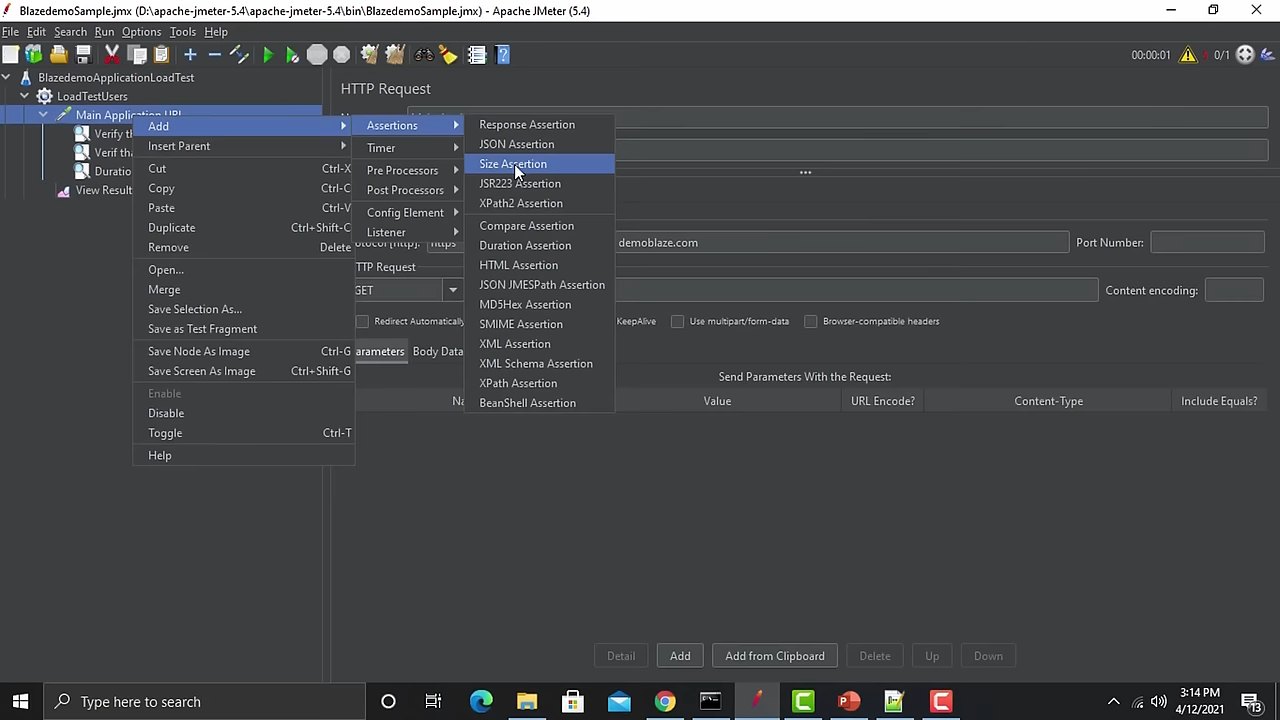 BlazedemoSample.jmx (D:\apache-jmeter-5.4\apache-jmeter-5.4\bin\BlazedemoSample.jmx) - Apache JMeter (5.4)
File Edit Search Run Options Tools Help
00:00:01 0/1
BlazedemoApplicationLoadTest
LoadTestUsers
Main Application URL
Verify
Verif
Duratio
View Result
Add
Insert Parent
Cut Ctrl-X
Copy Ctrl-C
Paste Ctrl-V
Duplicate Ctrl+Shift-C
Remove Delete
Open...
Merge
Save Selection As...
Save as Test Fragment
Save Node As Image Ctrl-G
Save Screen As Image Ctrl+Shift-G
Enable
Disable
Toggle Ctrl-T
Help
Assertions
Timer
Pre Processors
Post Processors
Config Element
Listener
Response Assertion
JSON Assertion
Size Assertion
JSR223 Assertion
XPath2 Assertion
Compare Assertion
Duration Assertion
HTML Assertion
JSON JMESPath Assertion
MD5Hex Assertion
SMIME Assertion
XML Assertion
XML Schema Assertion
XPath Assertion
BeanShell Assertion
HTTP Request
otocol [http]: https demoblaze.com Port Number:
TTP Request
GET Content encoding:
Redirect Automatically KeepAlive Use multipart/form-data Browser-compatible headers
arameters Body Data
Send Parameters With the Request:
Na Value URL Encode? Content-Type Include Equals?
Detail Add Add from Clipboard Delete Up Down
Type here to search
3:14 PM
4/12/2021
13